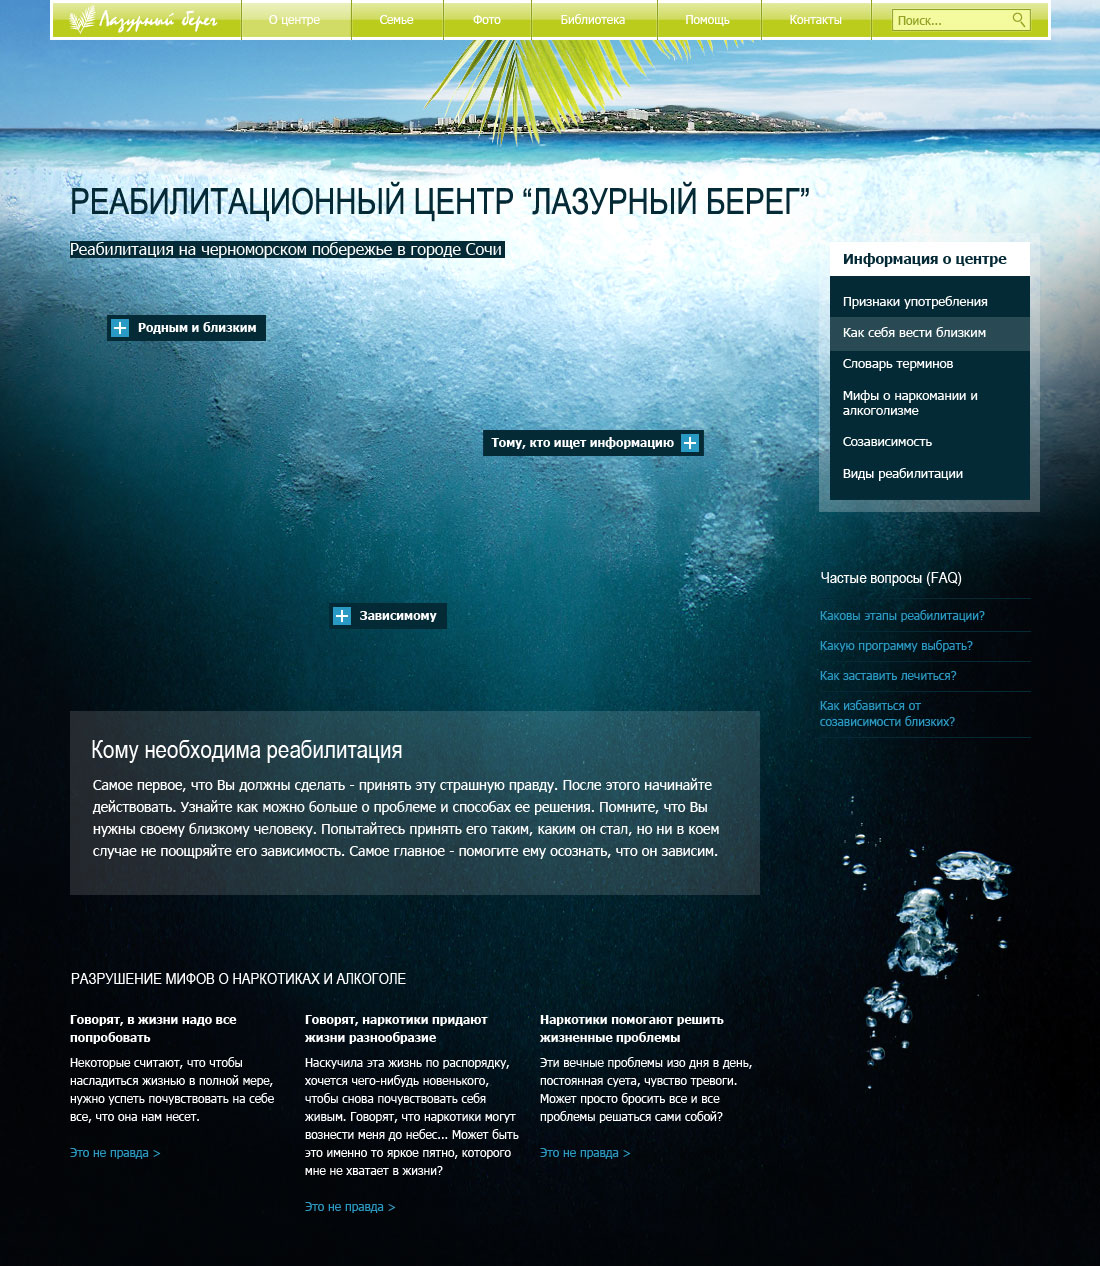 Лазурный берег
О центре
Семье
Фото
Библиотека
Помощь
Контакты
Поиск...
РЕАБИЛИТАЦИОННЫЙ ЦЕНТР “ЛАЗУРНЫЙ БЕРЕГ”
Реабилитация на черноморском побережье в городе Сочи
Родным и близким
Тому, кто ищет информацию
Зависимому
Информация о центре
Признаки употребления
Как себя вести близким
Словарь терминов
Мифы о наркомании и
алкоголизме
Созависимость
Виды реабилитации
Частые вопросы (FAQ)
Каковы этапы реабилитации?
Какую программу выбрать?
Как заставить лечиться?
Как избавиться от
созависимости близких?
Кому необходима реабилитация
Самое первое, что Вы должны сделать - принять эту страшную правду. После этого начинайте
действовать. Узнайте как можно больше о проблеме и способах ее решения. Помните, что Вы
нужны своему близкому человеку. Попытайтесь принять его таким, каким он стал, но ни в коем
случае не поощряйте его зависимость. Самое главное - помогите ему осознать, что он зависим.
РАЗРУШЕНИЕ МИФОВ О НАРКОТИКАХ И АЛКОГОЛЕ
Говорят, в жизни надо все
попробовать
Некоторые считают, что чтобы
насладиться жизнью в полной мере,
нужно успеть почувствовать на себе
все, что она нам несет.
Это не правда >
Говорят, наркотики придают
жизни разнообразие
Наскучила эта жизнь по распорядку,
хочется чего-нибудь новенького,
чтобы снова почувствовать себя
живым. Говорят, что наркотики могут
вознести меня до небес... Может быть
это именно то яркое пятно, которого
мне не хватает в жизни?
Это не правда >
Наркотики помогают решить
жизненные проблемы
Эти вечные проблемы изо дня в день,
постоянная суета, чувство тревоги.
Может просто бросить все и все
проблемы решаться сами собой?
Это не правда >